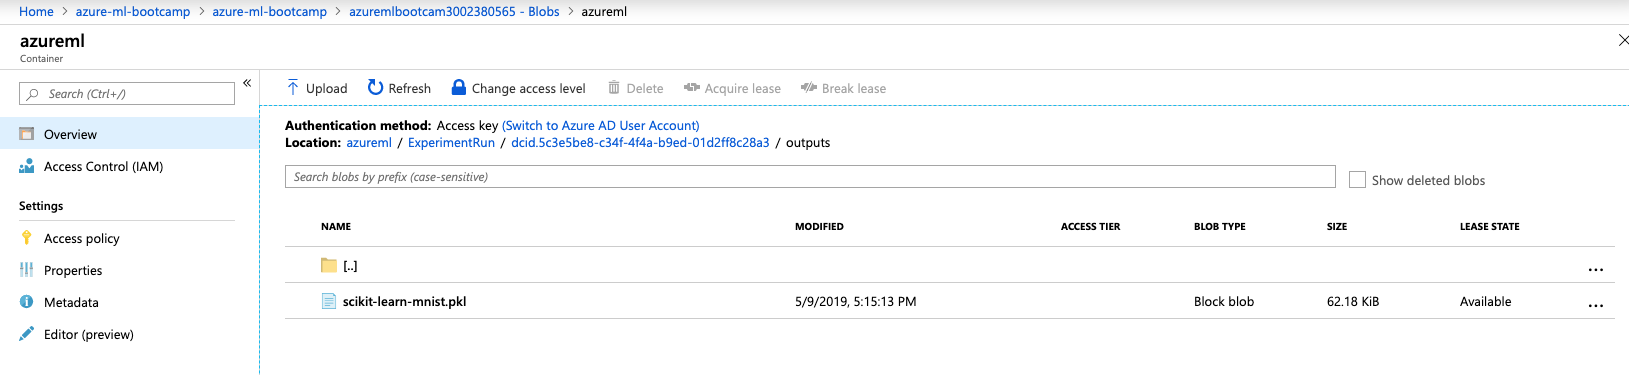 Home > azure-ml-bootcamp > azure-ml-bootcamp > azuremlbootcam3002380565 - Blobs > azureml
azureml
Container
Search (Ctrl+/)
«
Overview
Access Control (IAM)
Settings
Access policy
Properties
Metadata
Editor (preview)
Upload Refresh Change access level Delete Acquire lease Break lease
Authentication method: Access key (Switch to Azure AD User Account)
Location: azureml / ExperimentRun / dcid.5c3e5be8-c34f-4f4a-b9ed-01d2ff8c28a3 / outputs
Search blobs by prefix (case-sensitive)
Show deleted blobs
NAME MODIFIED ACCESS TIER BLOB TYPE SIZE LEASE STATE
[..] ...
scikit-learn-mnist.pkl 5/9/2019, 5:15:13 PM Block blob 62.18 KiB Available ...